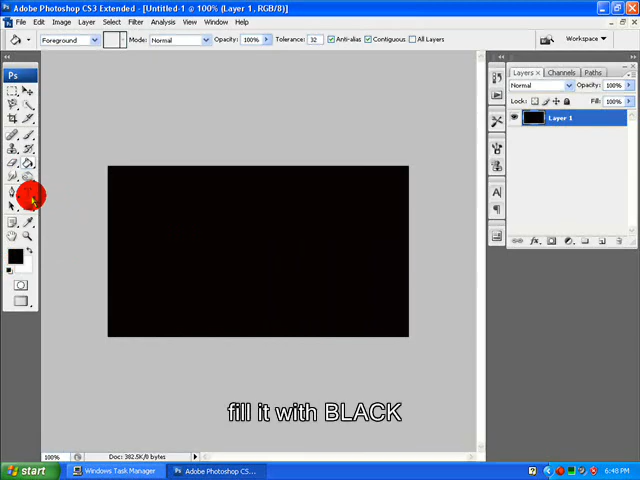 Adobe Photoshop CS3 Extended - [Untitled-1 @ 100% (Layer 1, RGB/8)]
File Edit Image Layer Select Filter Analysis View Window Help
Foreground Mode: Normal Opacity: 100% Tolerance: 32 Anti-alias Contiguous All Layers Workspace
Ps
Layers x Channels Paths
Normal Opacity: 100%
Lock: Fill: 100%
Layer 1
fill it with BLACK
100% Doc: 382.5K/0 bytes
start Windows Task Manager Adobe Photoshop CS... 6:48 PM